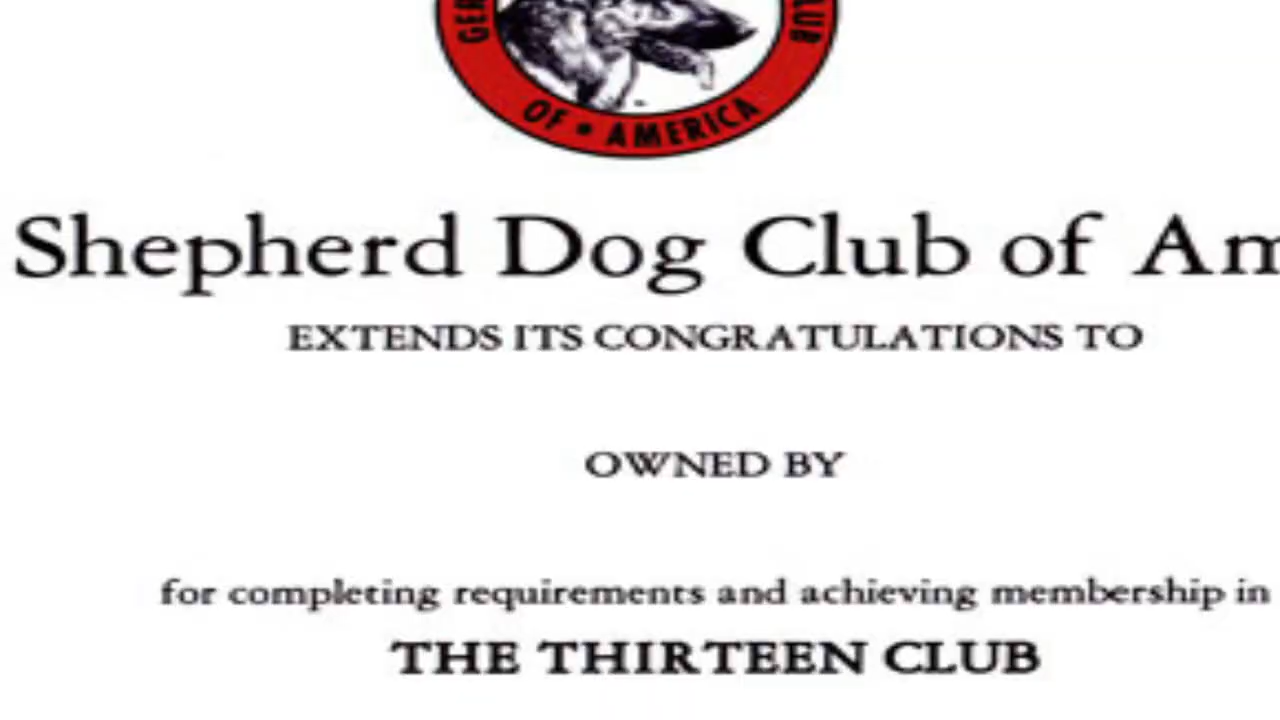 OF • AMERICA
Shepherd Dog Club of
EXTENDS ITS CONGRATULATIONS TO
OWNED BY
for completing requirements and achieving membership in
THE THIRTEEN CLUB